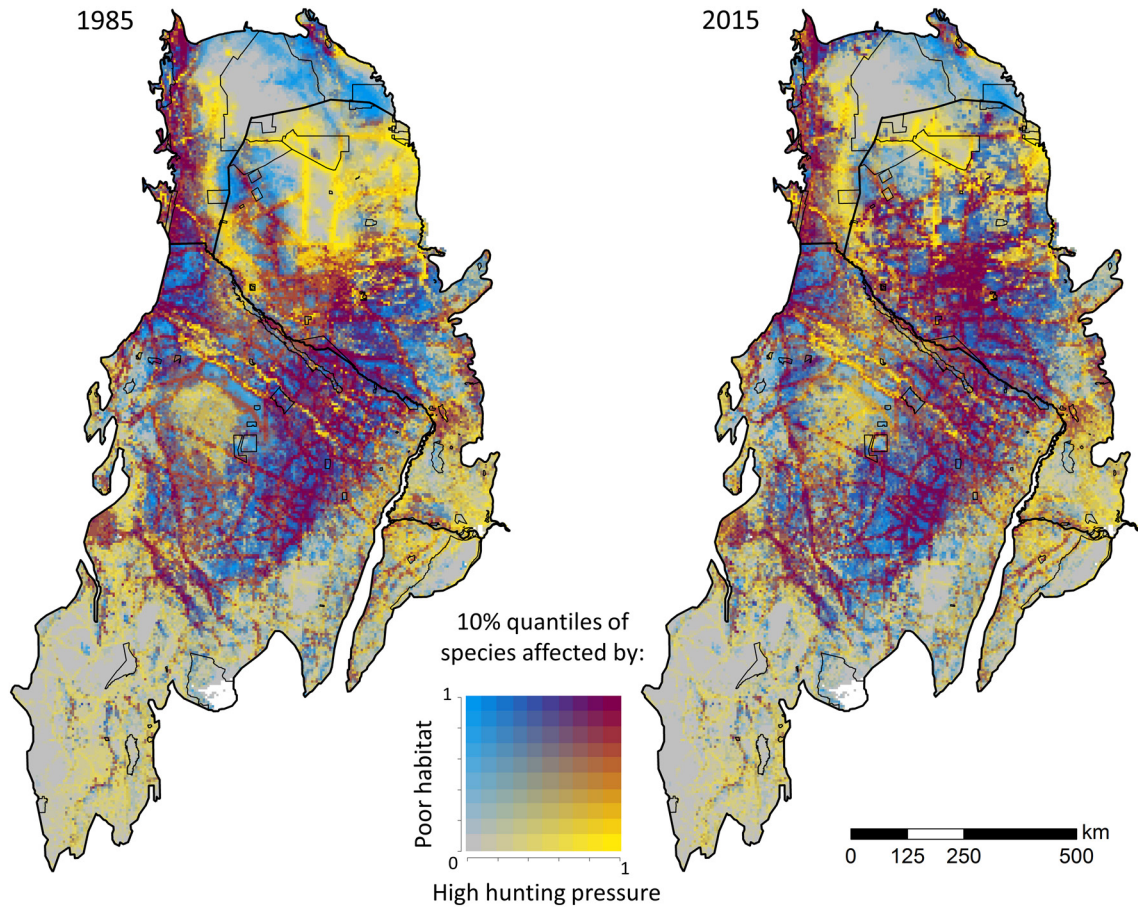 1985
2015
10% quantiles of
species affected by:
1
Poor habitat
0
1
High hunting pressure
km
0 125 250 500